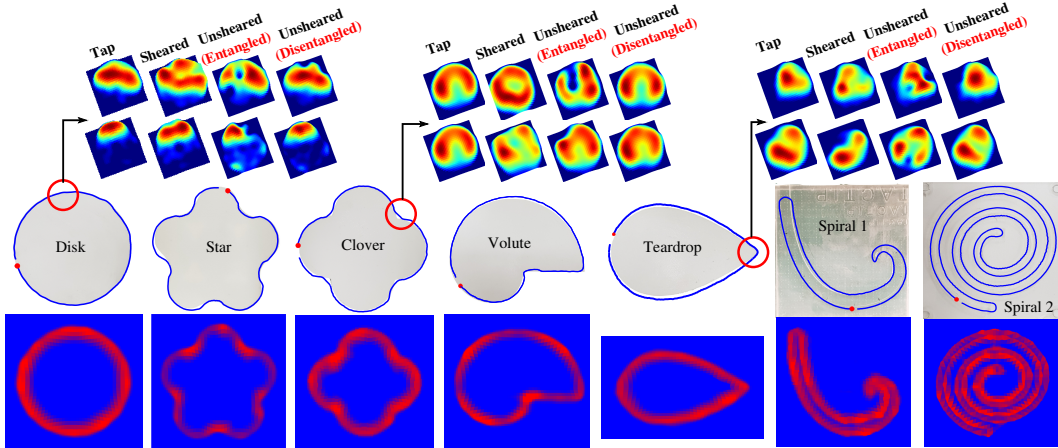 Tap
Sheared
Unsheared
(Entangled)
Unsheared
(Disentangled)
Tap
Sheared
Unsheared
(Entangled)
Unsheared
(Disentangled)
Tap
Sheared
Unsheared
(Entangled)
Unsheared
(Disentangled)
Disk
Star
Clover
Volute
Teardrop
Spiral 1
Spiral 2